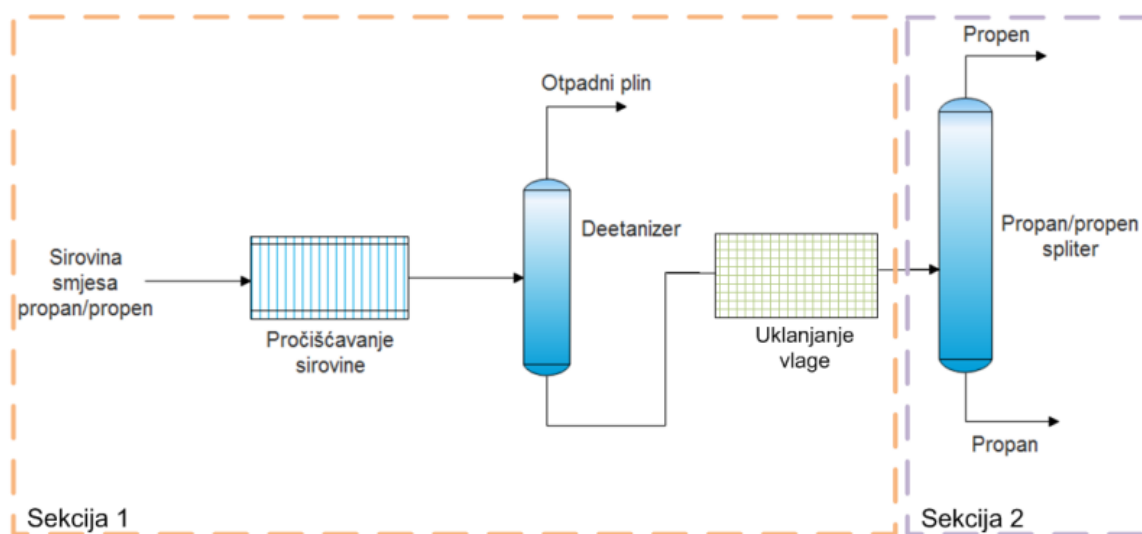 Propen
Otpadni plin
Deetanizer
Propan/propen
spliter
Sirovina
smjesa
propan/propen
Pročišćavanje
sirovine
Uklanjanje
vlage
Propan
Sekcija 1
Sekcija 2